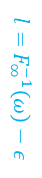 l = F_∞^{-1}(ω) − ϵ